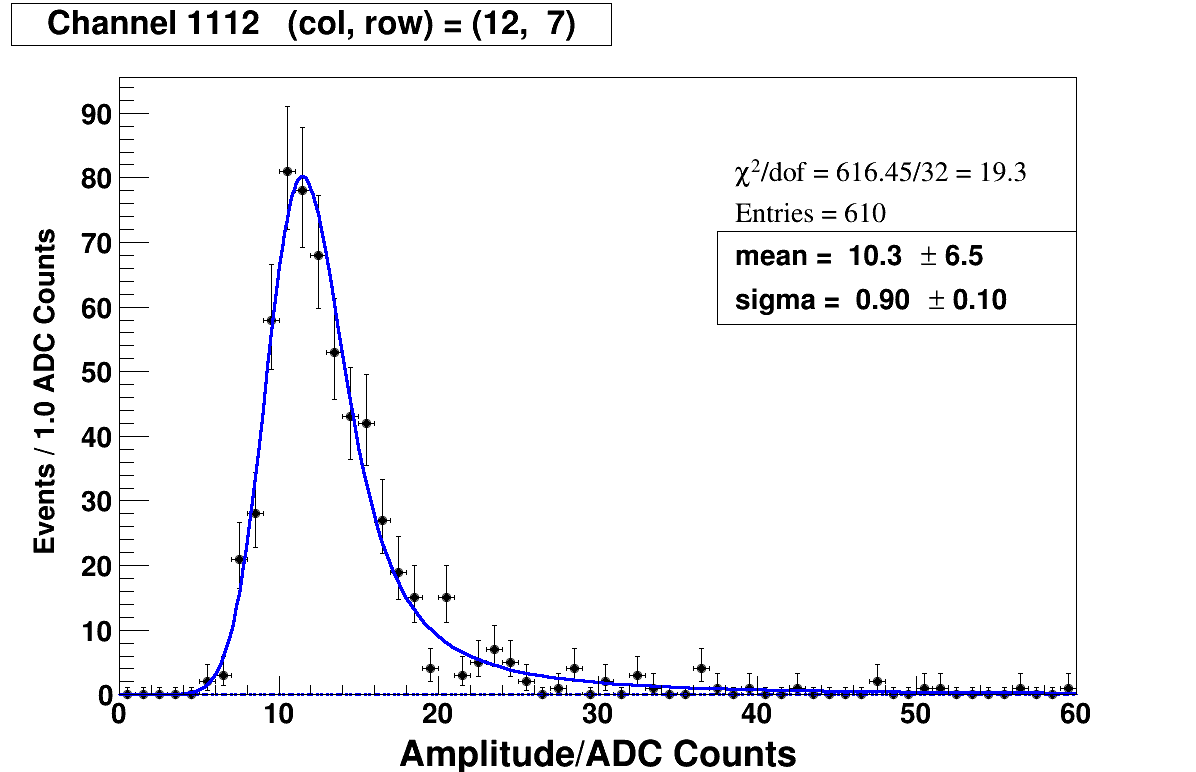 Channel 1112 (col, row) = (12, 7)
90
80
70
60
50
40
30
20
10
0
Events / 1.0 ADC Counts
χ²/dof = 616.45/32 = 19.3
Entries = 610
mean = 10.3 ± 6.5
sigma = 0.90 ± 0.10
0 10 20 30 40 50 60
Amplitude/ADC Counts